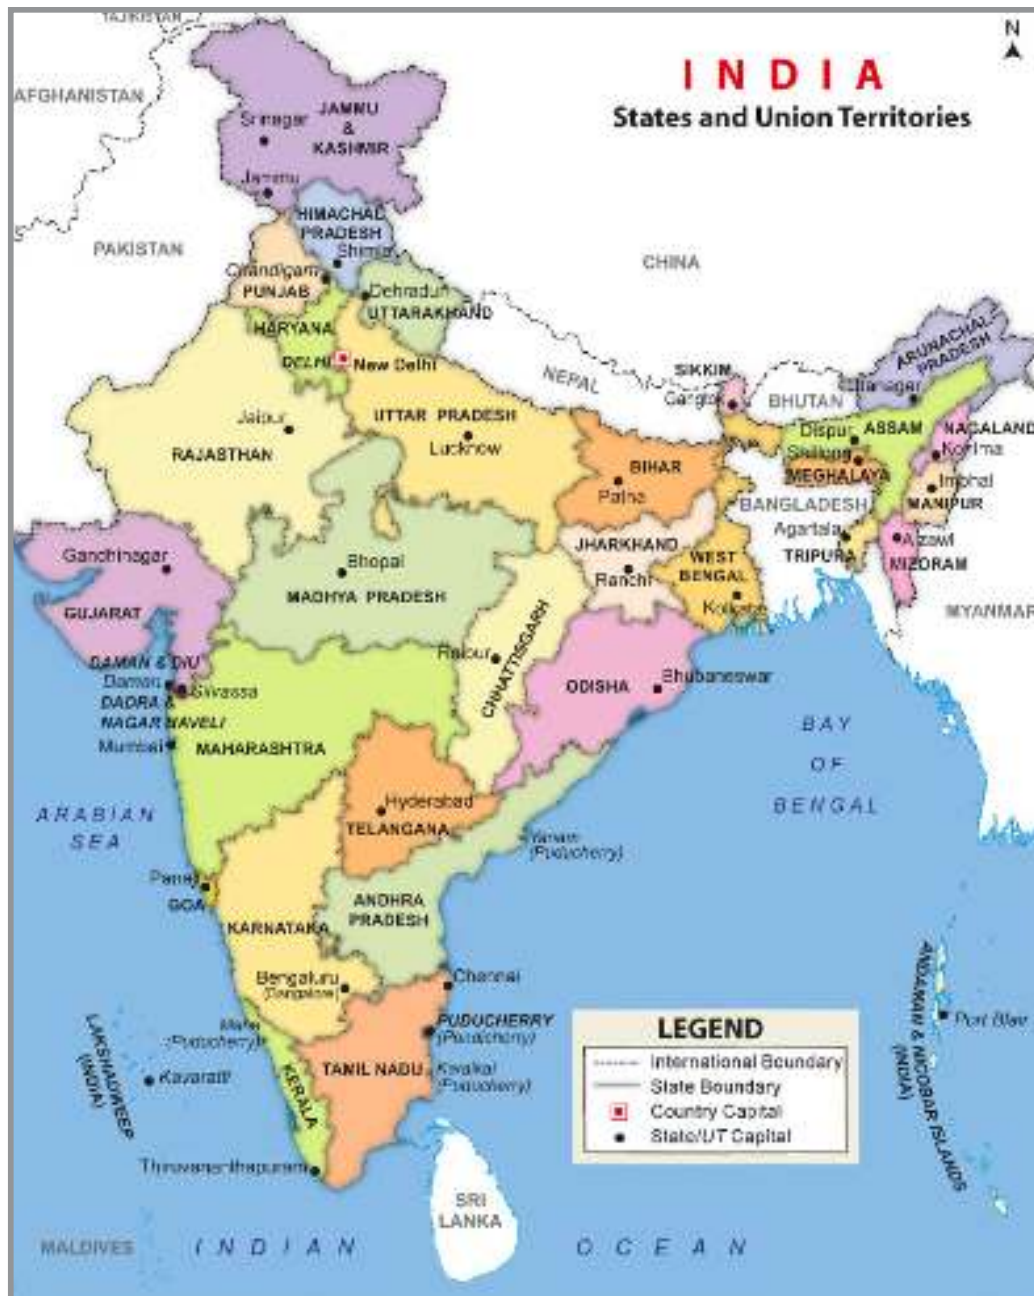 TAJIKISTAN
N
INDIA
States and Union Territories
AFGHANISTAN
JAMMU
&
KASHMIR
Srinagar
Jammu
HIMACHAL
PRADESH
Shimla
PAKISTAN
CHINA
Chandigarh
PUNJAB
Dehradun
UTTARAKHAND
HARYANA
DELHI
New Delhi
NEPAL
SIKKIM
Gangtok
BHUTAN
ARUNACHAL
PRADESH
Itanagar
Jaipur
RAJASTHAN
UTTAR PRADESH
Lucknow
BIHAR
Patna
Dispur
ASSAM
NAGALAND
Kohima
Shillong
MEGHALAYA
Imphal
MANIPUR
BANGLADESH
Agartala
TRIPURA
Aizawl
MIZORAM
MYANMAR
Gandhinagar
GUJARAT
Bhopal
MADHYA PRADESH
JHARKHAND
Ranchi
WEST
BENGAL
Kolkata
Raipur
CHHATTISGARH
ODISHA
Bhubaneswar
DAMAN & DIU
Daman
Silvassa
DADRA &
NAGAR HAVELI
Mumbai
MAHARASHTRA
BAY
OF
BENGAL
ARABIAN
SEA
Hyderabad
TELANGANA
Yanam
(Puducherry)
Panaji
GOA
KARNATAKA
ANDHRA
PRADESH
Bengaluru
(Bangalore)
Chennai
Mahe
(Puducherry)
PUDUCHERRY
(Pondicherry)
TAMIL NADU
Karaikal
(Puducherry)
KERALA
LAKSHADWEEP
(INDIA)
Kavaratti
Thiruvananthapuram
ANDAMAN & NICOBAR ISLANDS
(INDIA)
Port Blair
LEGEND
International Boundary
State Boundary
Country Capital
State/UT Capital
SRI
LANKA
MALDIVES
INDIAN OCEAN